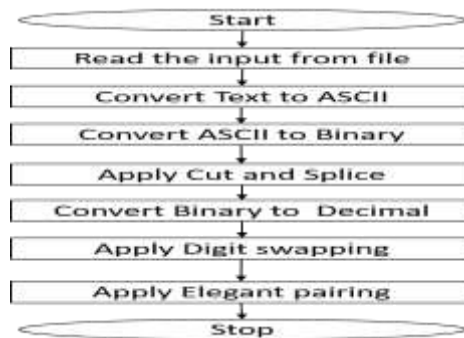 Start
Read the input from file
Convert Text to ASCII
Convert ASCII to Binary
Apply Cut and Splice
Convert Binary to Decimal
Apply Digit swapping
Apply Elegant pairing
Stop